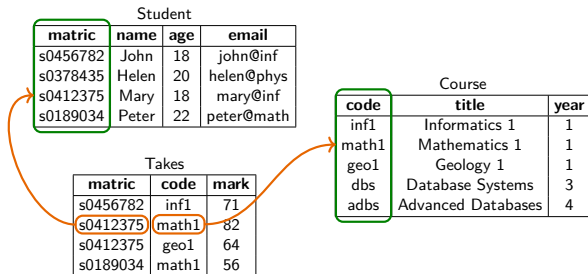 Student
matric name age email
s0456782 John 18 john@inf
s0378435 Helen 20 helen@phys
s0412375 Mary 18 mary@inf
s0189034 Peter 22 peter@math
Course
code title year
inf1 Informatics 1 1
math1 Mathematics 1 1
geo1 Geology 1 1
dbs Database Systems 3
adbs Advanced Databases 4
Takes
matric code mark
s0456782 inf1 71
s0412375 math1 82
s0412375 geo1 64
s0189034 math1 56